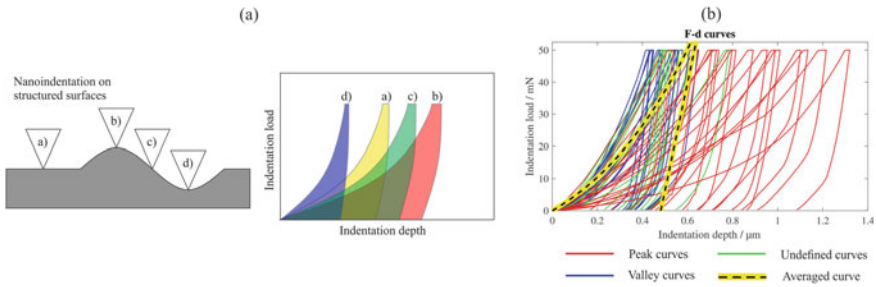 (a)
Nanoindentation on
structured surfaces
a)
b)
c)
d)
d)
a)
c)
b)
Indentation load
Indentation depth
(b)
F-d curves
Indentation load / mN
50
40
30
20
10
0
0
0.2
0.4
0.6
0.8
1
1.2
1.4
Indentation depth / µm
Peak curves
Undefined curves
Valley curves
Averaged curve